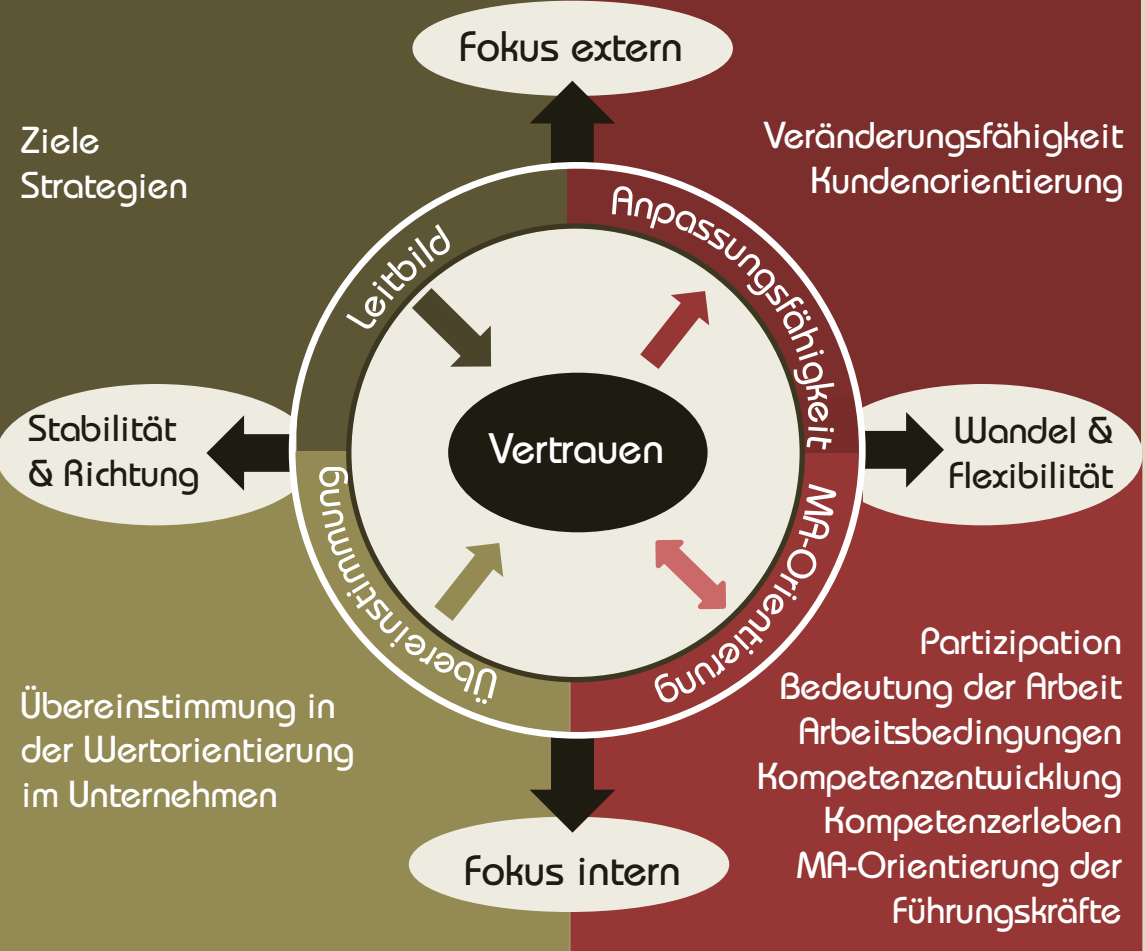 Fokus extern
Ziele
Strategien
Veränderungsfähigkeit
Kundenorientierung
Leitbild
Anpassungsfähigkeit
Stabilität
& Richtung
Vertrauen
Wandel &
Flexibilität
Übereinstimmung
MA-Orientierung
Übereinstimmung in
der Wertorientierung
im Unternehmen
Partizipation
Bedeutung der Arbeit
Arbeitsbedingungen
Kompetenzentwicklung
Kompetenzerleben
MA-Orientierung der
Führungskräfte
Fokus intern